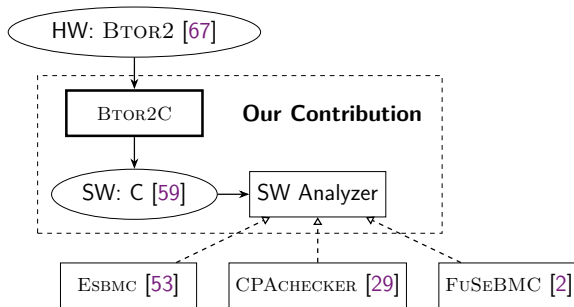 HW: BTOR2 [67]
BTOR2C
Our Contribution
SW: C [59]
SW Analyzer
ESBMC [53]
CPACHECKER [29]
FUSEBMC [2]